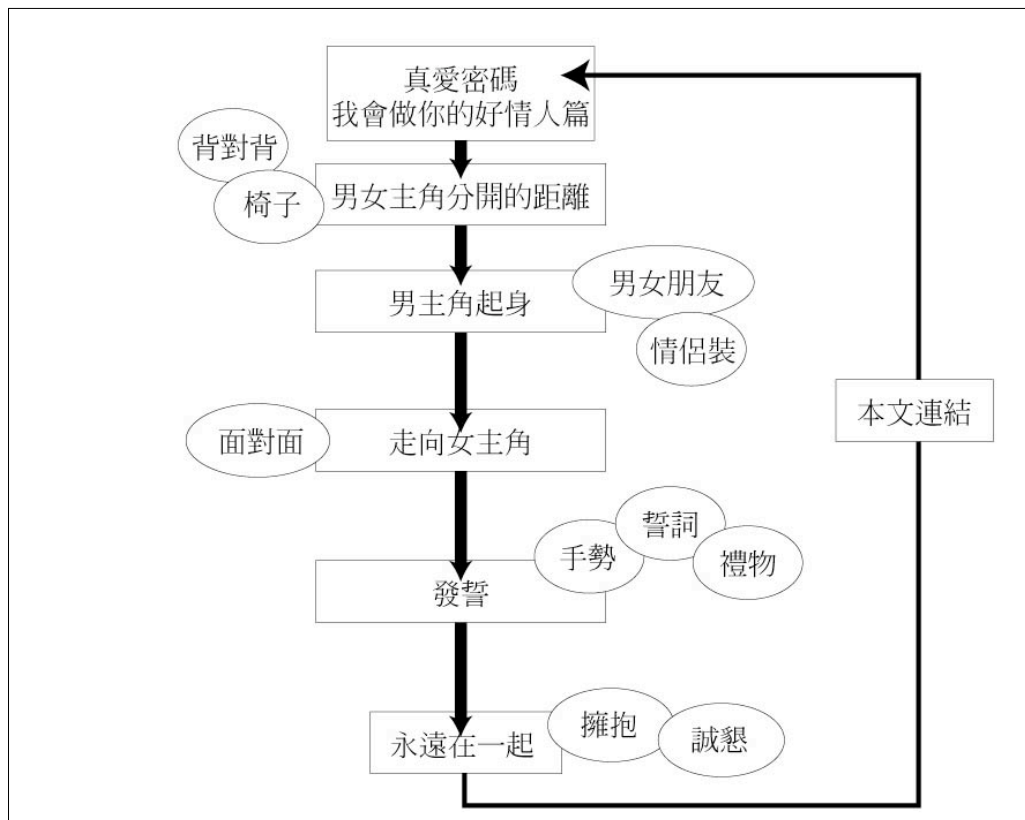 真愛密碼
我會做你的好情人篇
背對背
椅子
男女主角分開的距離
男女朋友
男主角起身
情侶裝
本文連結
面對面
走向女主角
誓詞
手勢
禮物
發誓
擁抱
誠懇
永遠在一起